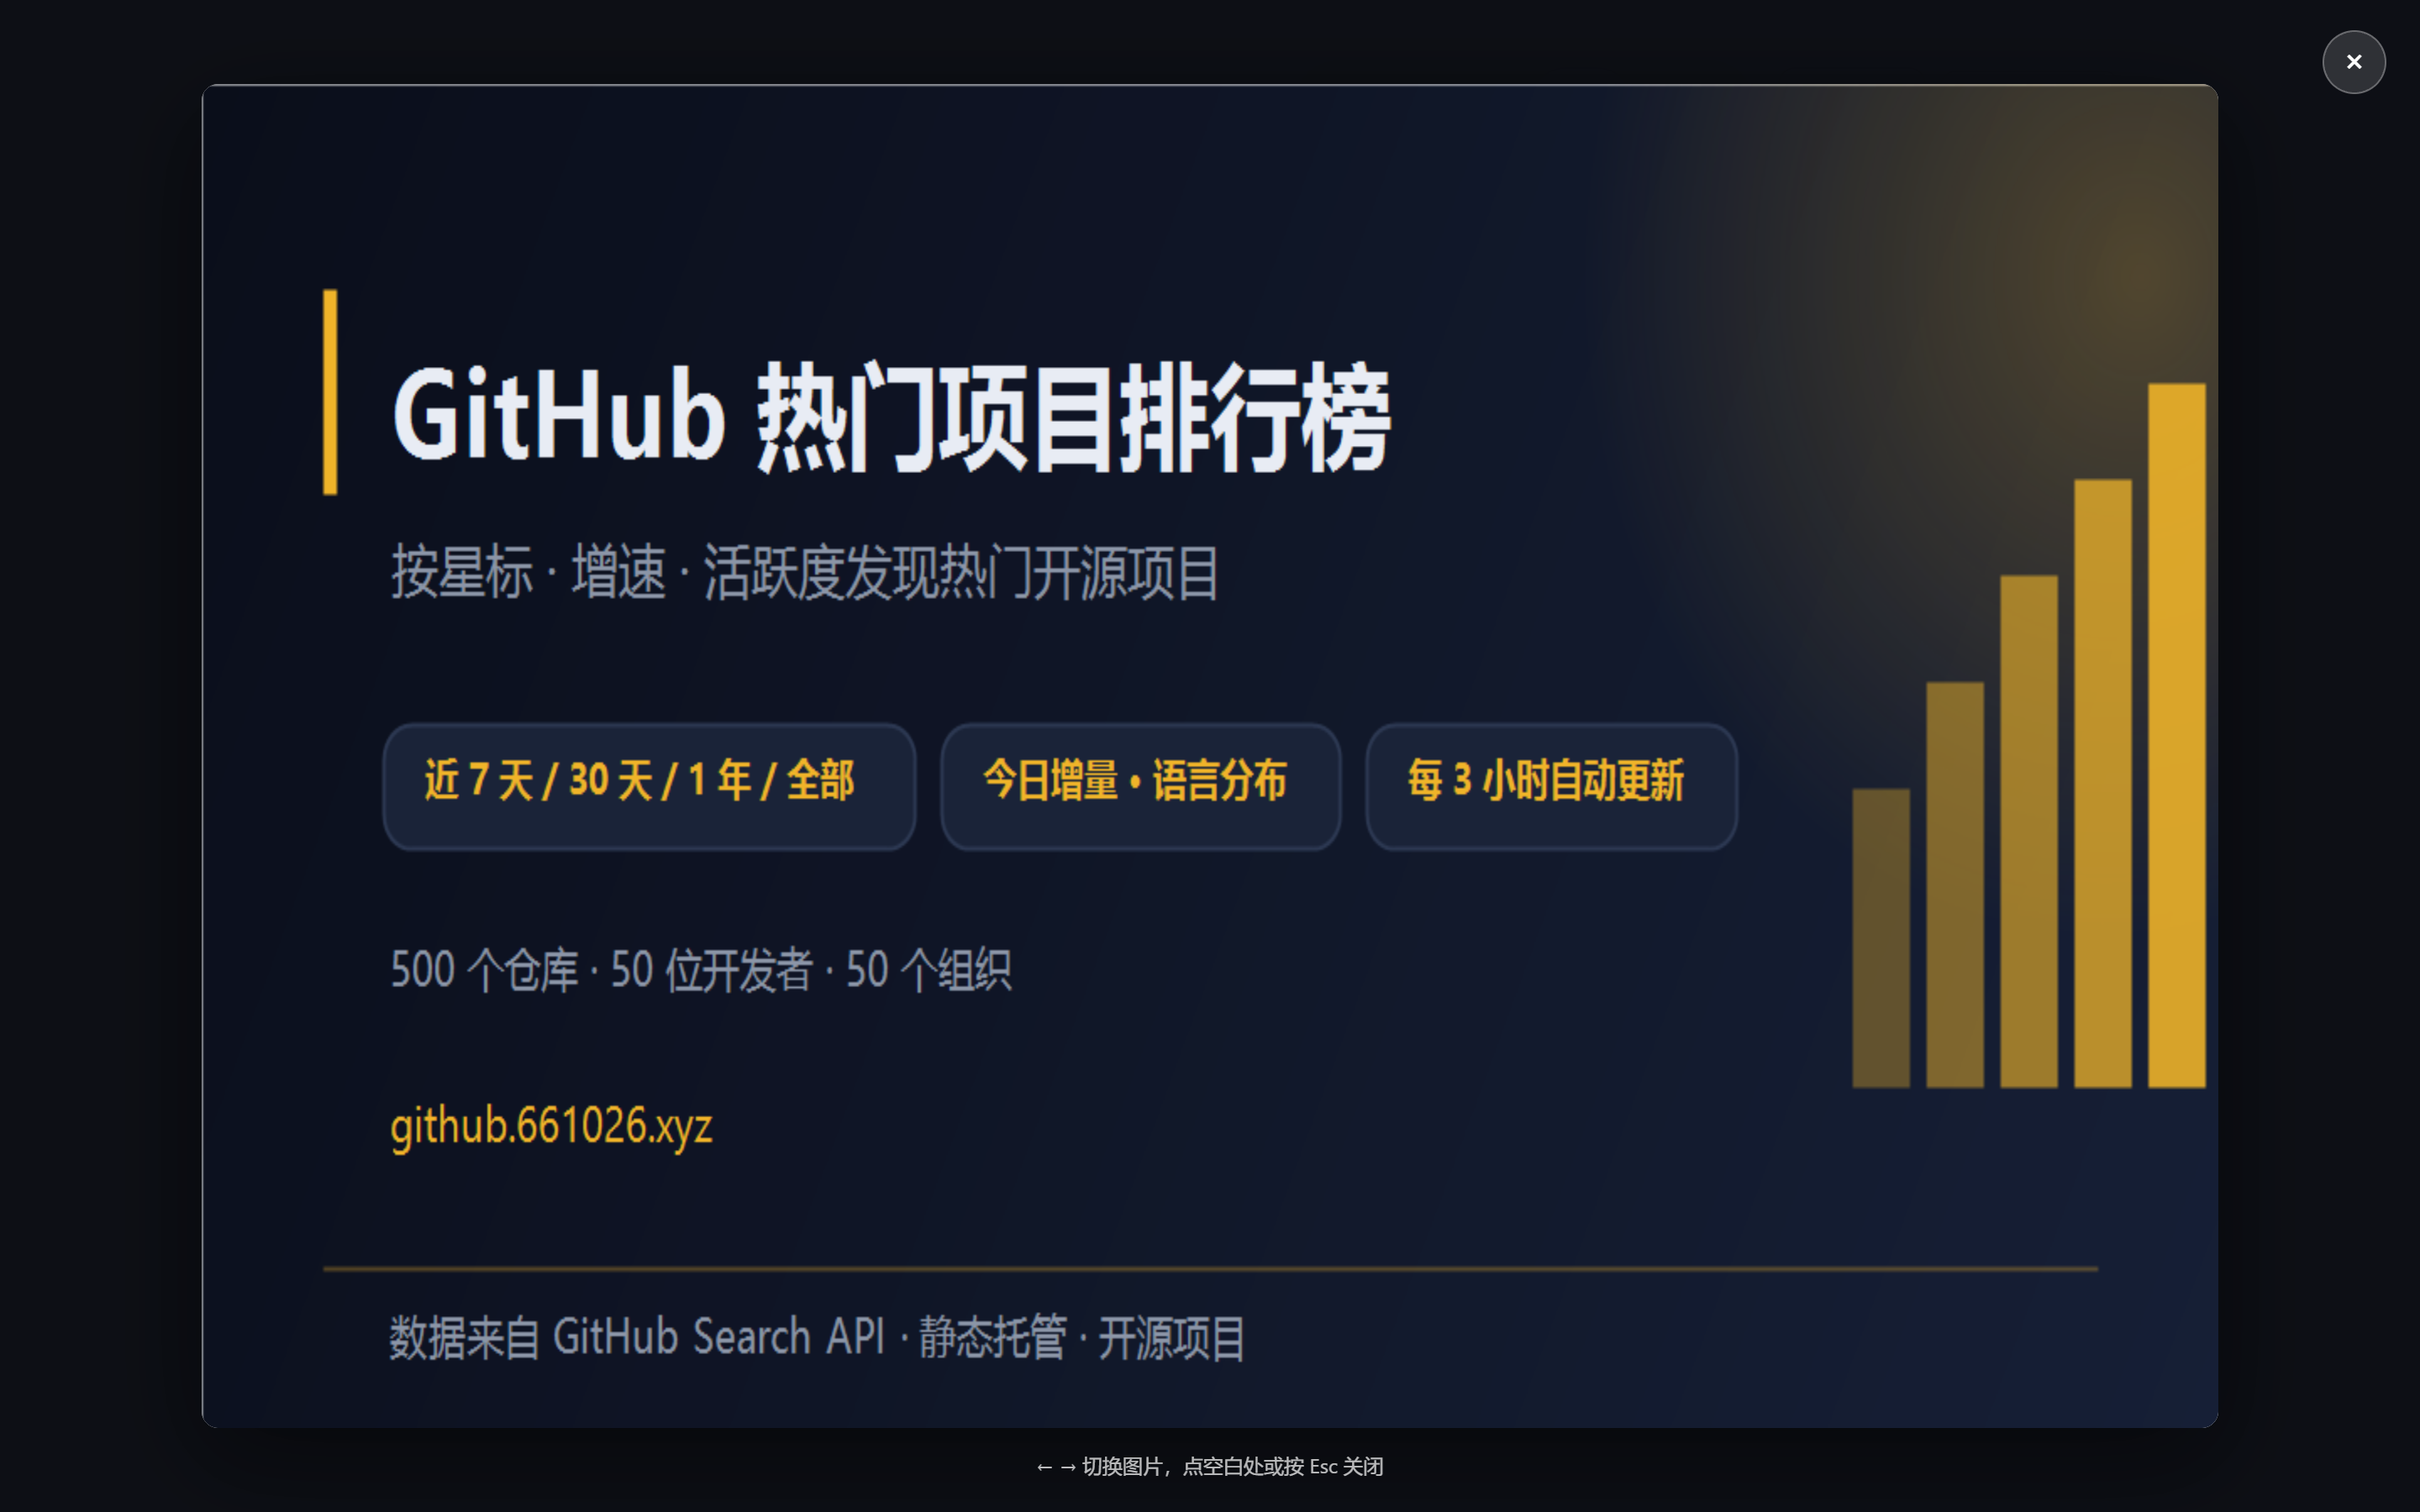 ×
GitHub 热门项目排行榜
按星标 · 增速 · 活跃度发现热门开源项目
近 7 天 / 30 天 / 1 年 / 全部
今日增量 • 语言分布
每 3 小时自动更新
500 个仓库 · 50 位开发者 · 50 个组织
github.661026.xyz
数据来自 GitHub Search API · 静态托管 · 开源项目
← → 切换图片，点空白处或按 Esc 关闭